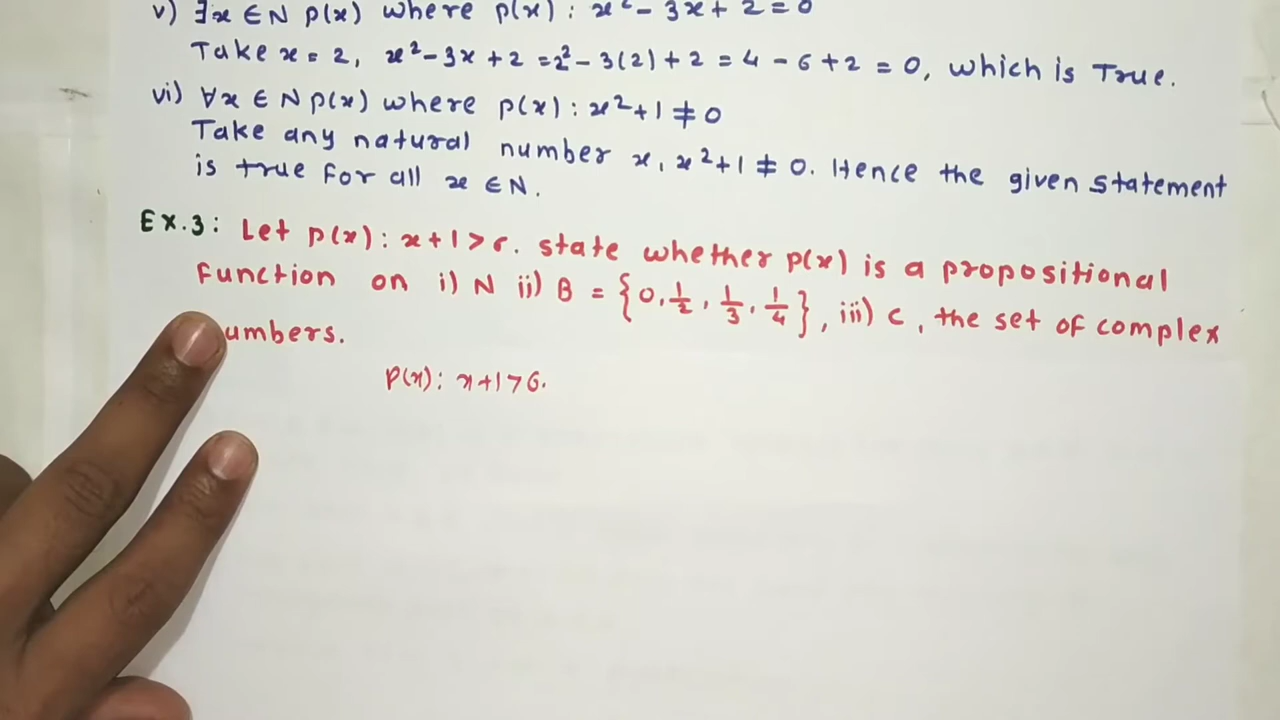 v) ∃x ∈ N p(x) where p(x) : x² - 3x + 2 = 0
Take x = 2, x² - 3x + 2 = 2² - 3(2) + 2 = 4 - 6 + 2 = 0, which is True.
vi) ∀x ∈ N p(x) where p(x) : x² + 1 ≠ 0
Take any natural number x, x² + 1 ≠ 0. Hence the given statement
is true for all x ∈ N.
Ex.3: Let p(x) : x + 1 > 6. state whether p(x) is a propositional
function on i) N ii) B = {0, 1/2, 1/3, 1/4}, iii) C, the set of complex
umbers.
P(x) : x + 1 > 6.